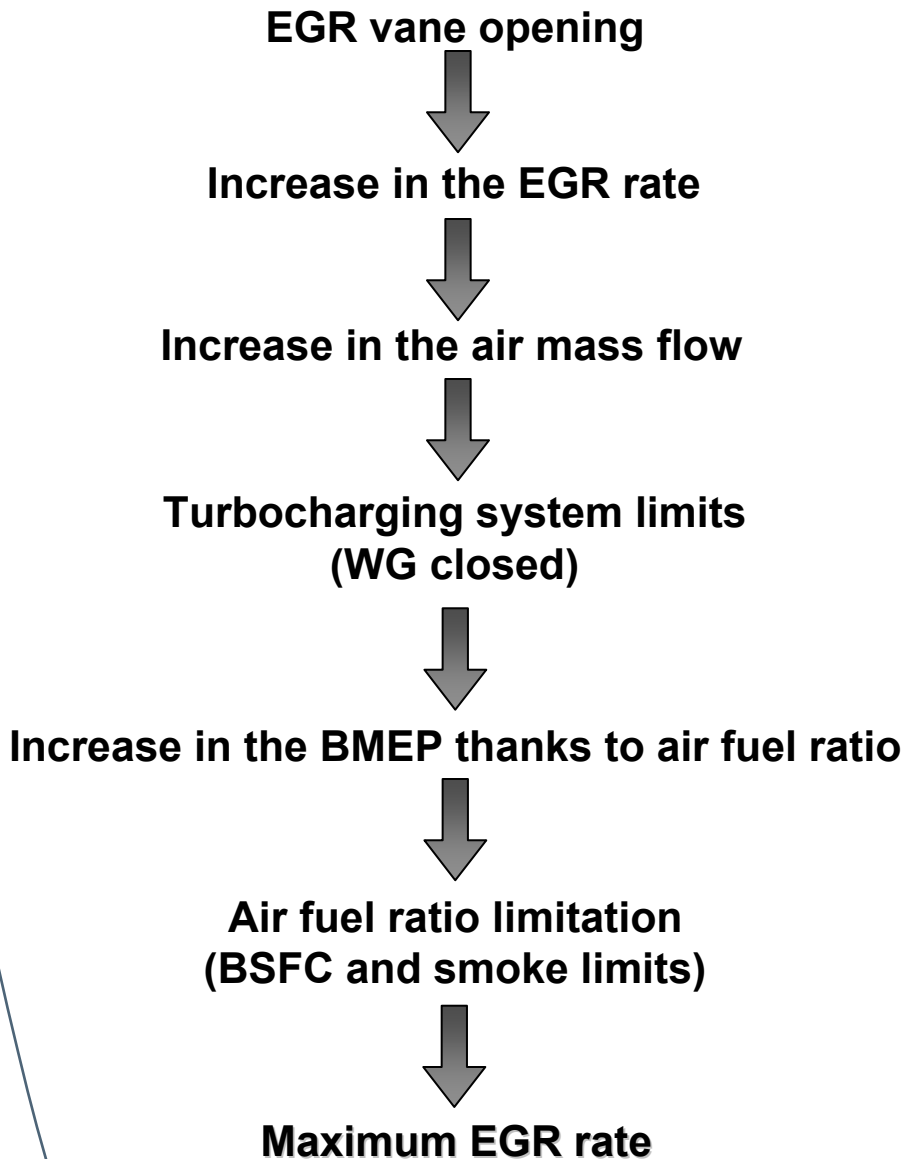 EGR vane opening
Increase in the EGR rate
Increase in the air mass flow
Turbocharging system limits
(WG closed)
Increase in the BMEP thanks to air fuel ratio
Air fuel ratio limitation
(BSFC and smoke limits)
Maximum EGR rate